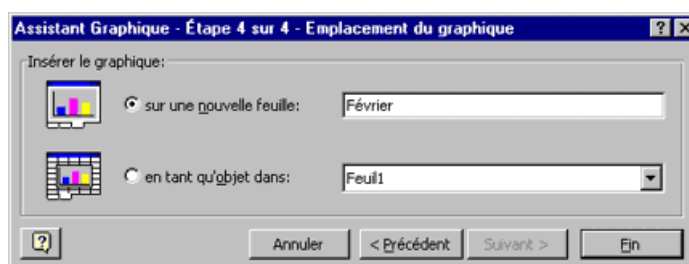 Assistant Graphique - Étape 4 sur 4 - Emplacement du graphique
Insérer le graphique:
sur une nouvelle feuille: Février
en tant qu'objet dans: Feuil1
Annuler < Précédent Suivant > Fin